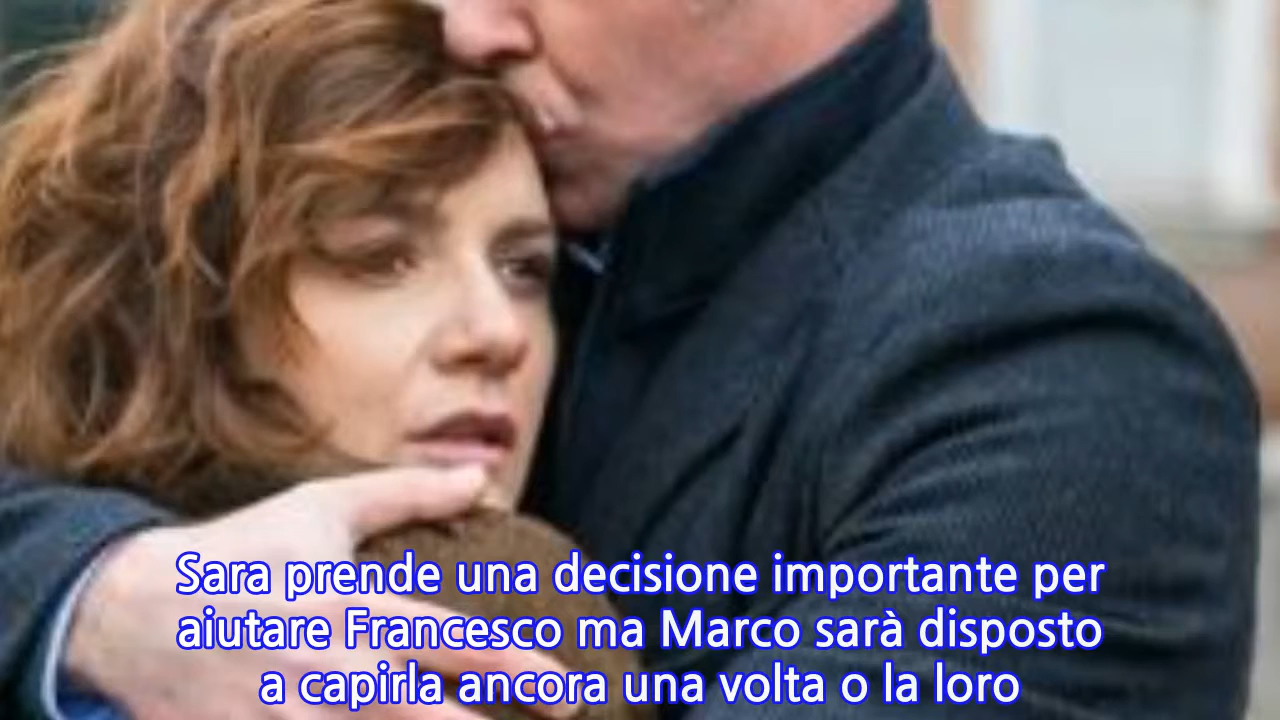 Sara prende una decisione importante per
aiutare Francesco ma Marco sarà disposto
a capirla ancora una volta o la loro